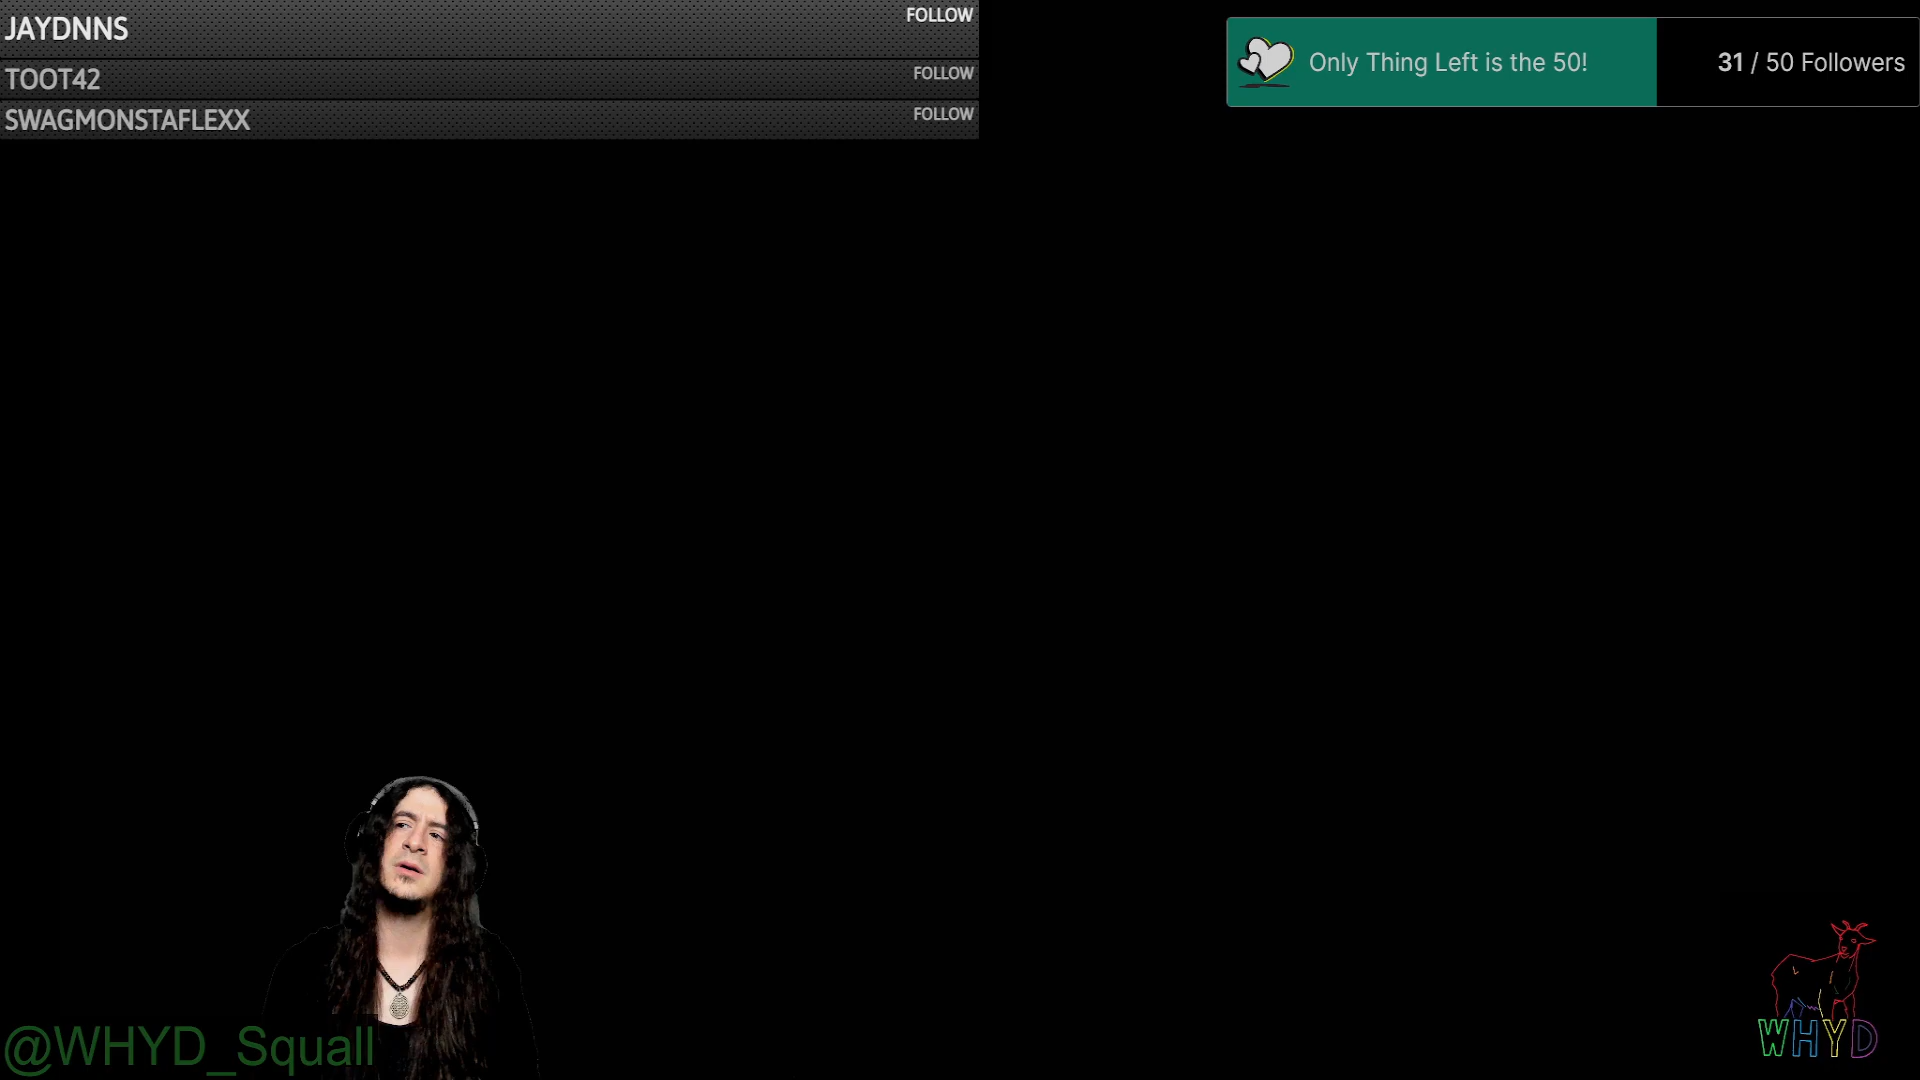 JAYDNNS FOLLOW
TOOT42 FOLLOW
SWAGMONSTAFLEXX FOLLOW
Only Thing Left is the 50! 31 / 50 Followers
@WHYD_Squall
WHYD